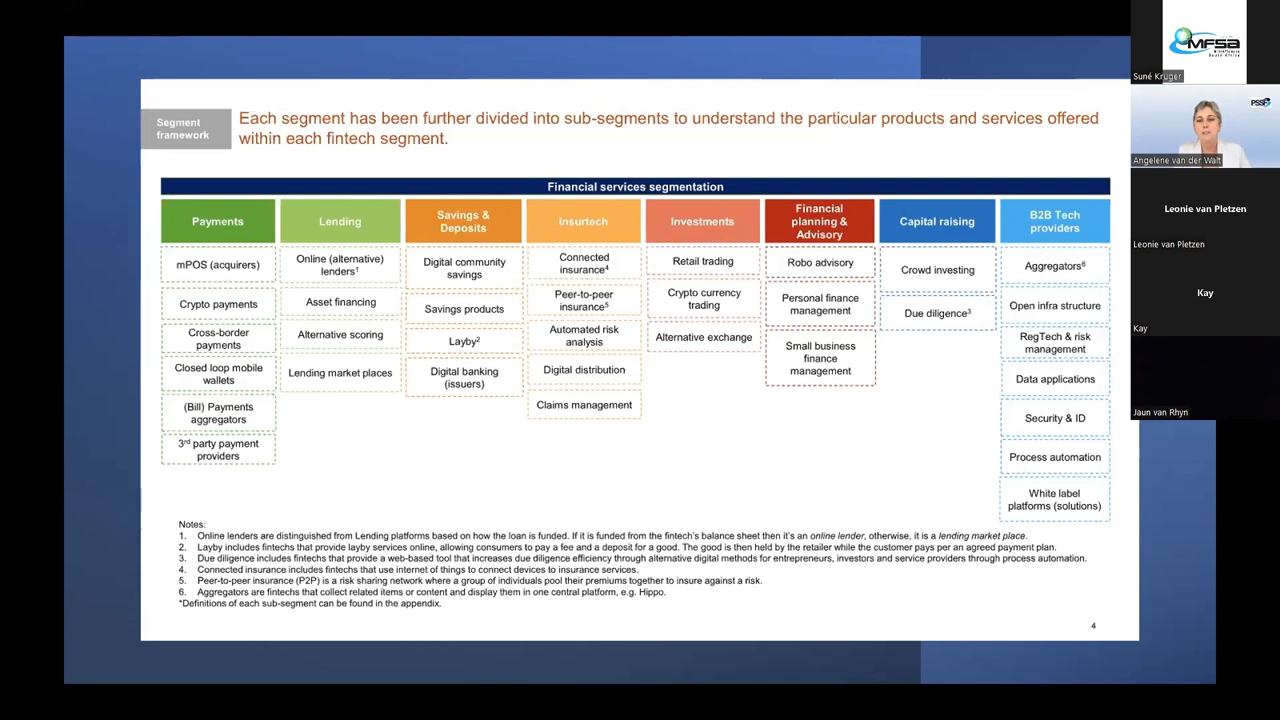 Segment
framework
Each segment has been further divided into sub-segments to understand the particular products and services offered
within each fintech segment.
Financial services segmentation
Payments
mPOS (acquirers)
Crypto payments
Cross-border
payments
Closed loop mobile
wallets
(Bill) Payments
aggregators
3rd party payment
providers
Lending
Online (alternative)
lenders1
Asset financing
Alternative scoring
Lending market places
Savings &
Deposits
Digital community
savings
Savings products
Layby2
Digital banking
(issuers)
Insurtech
Connected
insurance4
Peer-to-peer
insurance5
Automated risk
analysis
Digital distribution
Claims management
Investments
Retail trading
Crypto currency
trading
Alternative exchange
Financial
planning &
Advisory
Robo advisory
Personal finance
management
Small business
finance
management
Capital raising
Crowd investing
Due diligence3
B2B Tech
providers
Aggregators6
Open infra structure
RegTech & risk
management
Data applications
Security & ID
Process automation
White label
platforms (solutions)
Notes:
1. Online lenders are distinguished from Lending platforms based on how the loan is funded. If it is funded from the fintech's balance sheet then it's an online lender, otherwise, it is a lending market place.
2. Layby includes fintechs that provide layby services online, allowing consumers to pay a fee and a deposit for a good. The good is then held by the retailer while the customer pays per an agreed payment plan.
3. Due diligence includes fintechs that provide a web-based tool that increases due diligence efficiency through alternative digital methods for entrepreneurs, investors and service providers through process automation.
4. Connected insurance includes fintechs that use internet of things to connect devices to insurance services.
5. Peer-to-peer insurance (P2P) is a risk sharing network where a group of individuals pool their premiums together to insure against a risk.
6. Aggregators are fintechs that collect related items or content and display them in one central platform, e.g. Hippo.
*Definitions of each sub-segment can be found in the appendix.
4
MFSA
South Africa
Suné Kruger
PSSF
Angelene van der Walt
Leonie van Pletzen
Leonie van Pletzen
Kay
Kay
Jaun van Rhyn